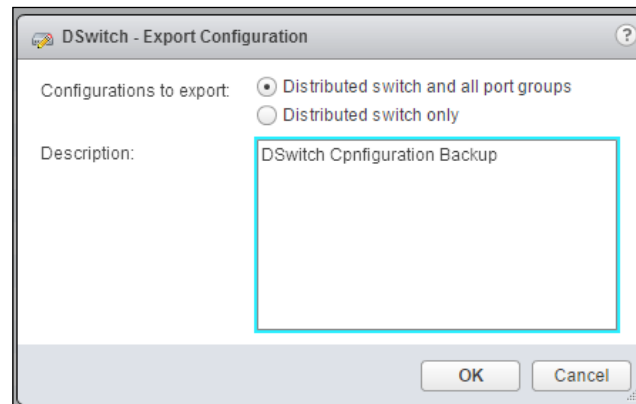 DSwitch - Export Configuration
?
Configurations to export:
Distributed switch and all port groups
Distributed switch only
Description:
DSwitch Cpnfiguration Backup
OK
Cancel